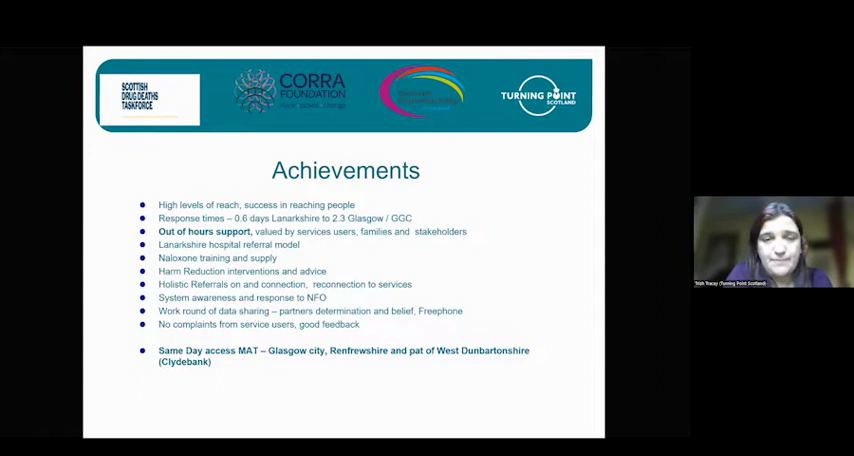 SCOTTISH
DRUG DEATHS
TASKFORCE
CORRA
FOUNDATION
TURNING POINT
SCOTLAND
Achievements
High levels of reach, success in reaching people
Response times – 0.6 days Lanarkshire to 2.3 Glasgow / GGC
Out of hours support, valued by services users, families and stakeholders
Lanarkshire hospital referral model
Naloxone training and supply
Harm Reduction interventions and advice
Holistic Referrals on and connection, reconnection to services
System awareness and response to NFO
Work round of data sharing – partners determination and belief, Freephone
No complaints from service users, good feedback
Same Day access MAT – Glasgow city, Renfrewshire and pat of West Dunbartonshire
(Clydebank)
Trish Tracey (Turning Point Scotland)